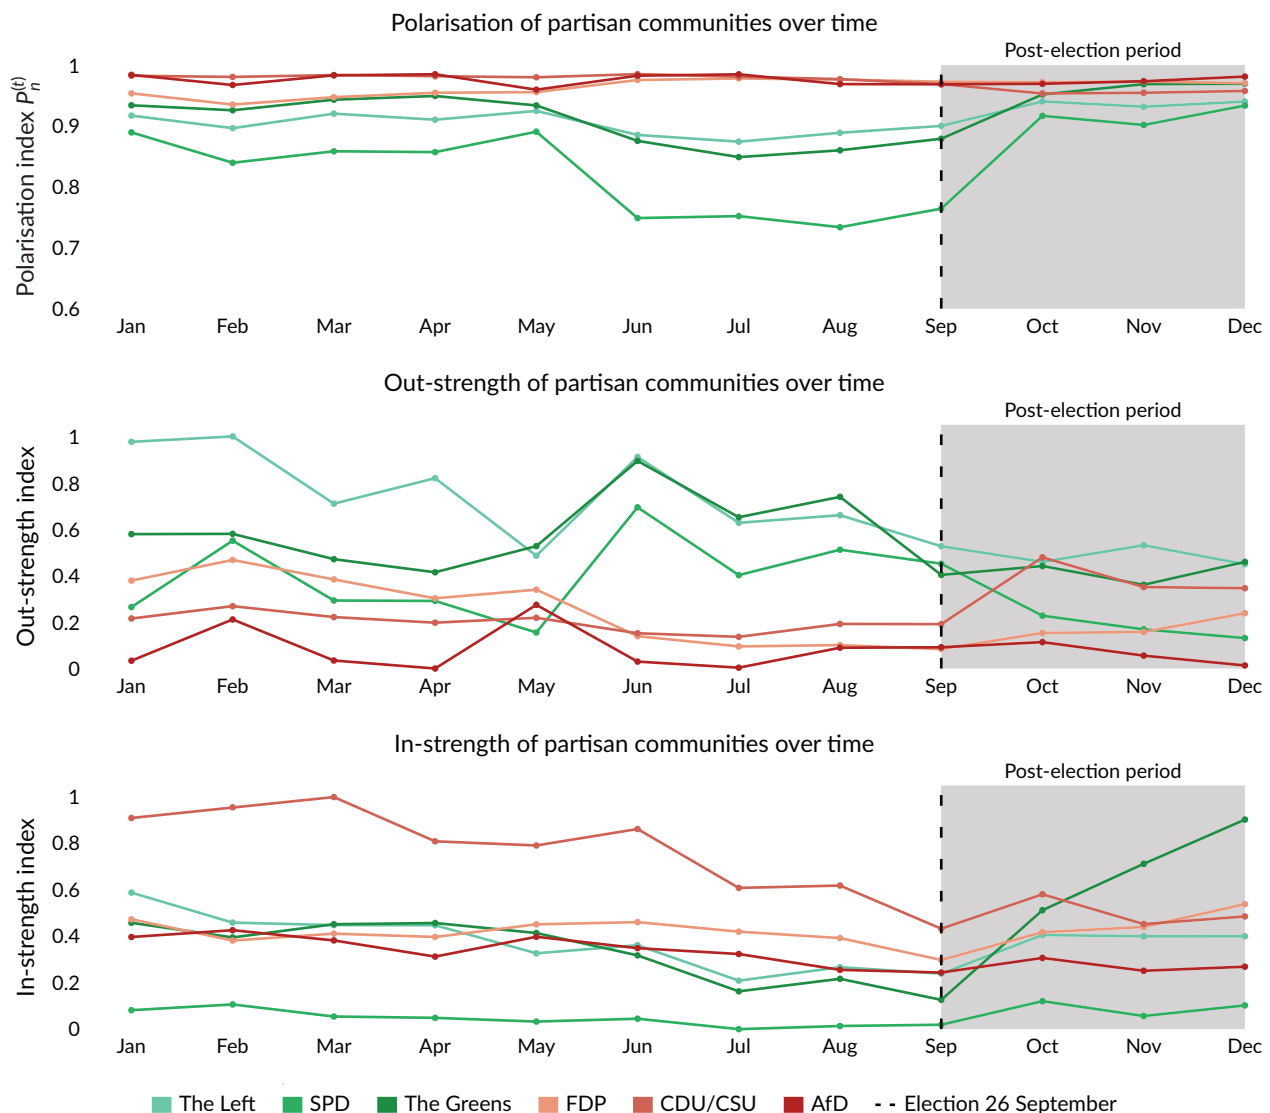 Polarisation of partisan communities over time
Post-election period
Polarisation index P_n^(t)
1
0.9
0.8
0.7
0.6
Jan Feb Mar Apr May Jun Jul Aug Sep Oct Nov Dec
Out-strength of partisan communities over time
Post-election period
Out-strength index
1
0.8
0.6
0.4
0.2
0
Jan Feb Mar Apr May Jun Jul Aug Sep Oct Nov Dec
In-strength of partisan communities over time
Post-election period
In-strength index
1
0.8
0.6
0.4
0.2
0
Jan Feb Mar Apr May Jun Jul Aug Sep Oct Nov Dec
The Left SPD The Greens FDP CDU/CSU AfD Election 26 September